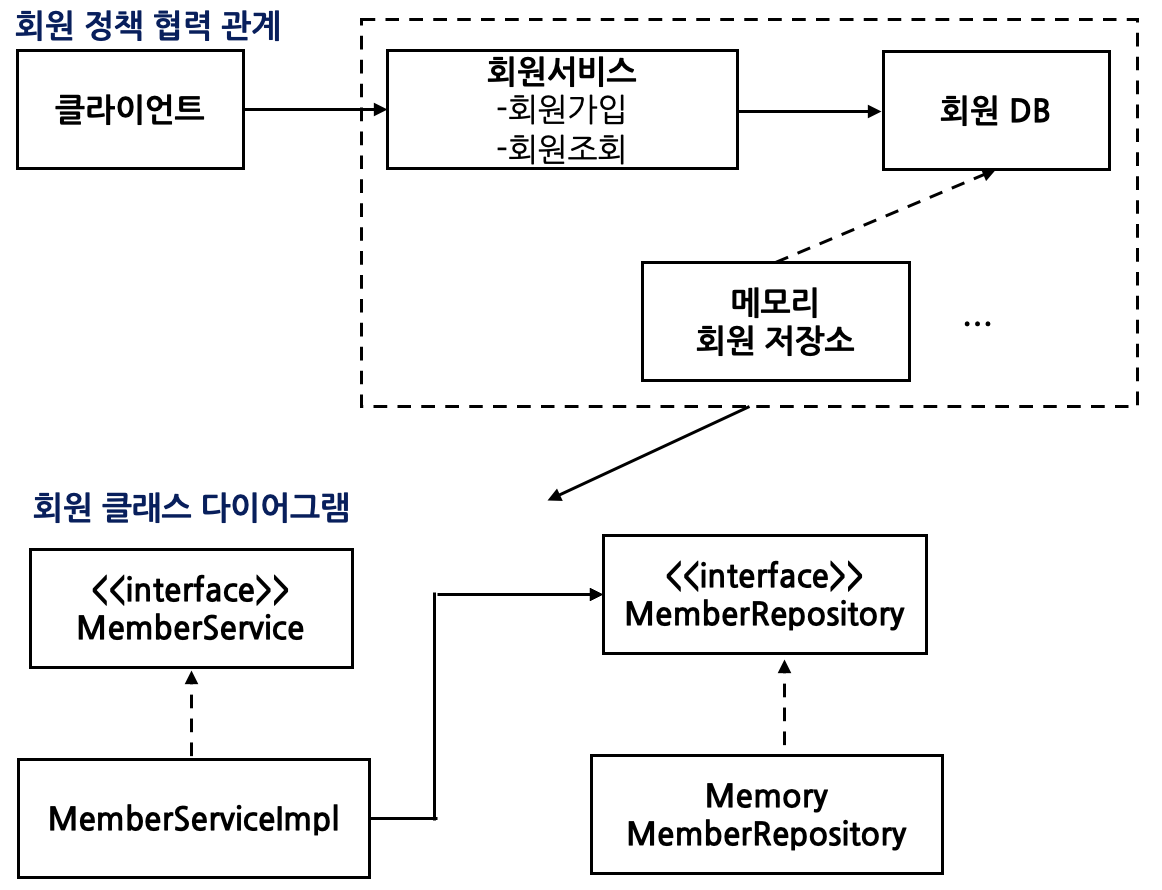 회원 정책 협력 관계
클라이언트
회원서비스
-회원가입
-회원조회
회원 DB
메모리
회원 저장소
...
회원 클래스 다이어그램
<<interface>>
MemberService
<<interface>>
MemberRepository
MemberServiceImpl
Memory
MemberRepository